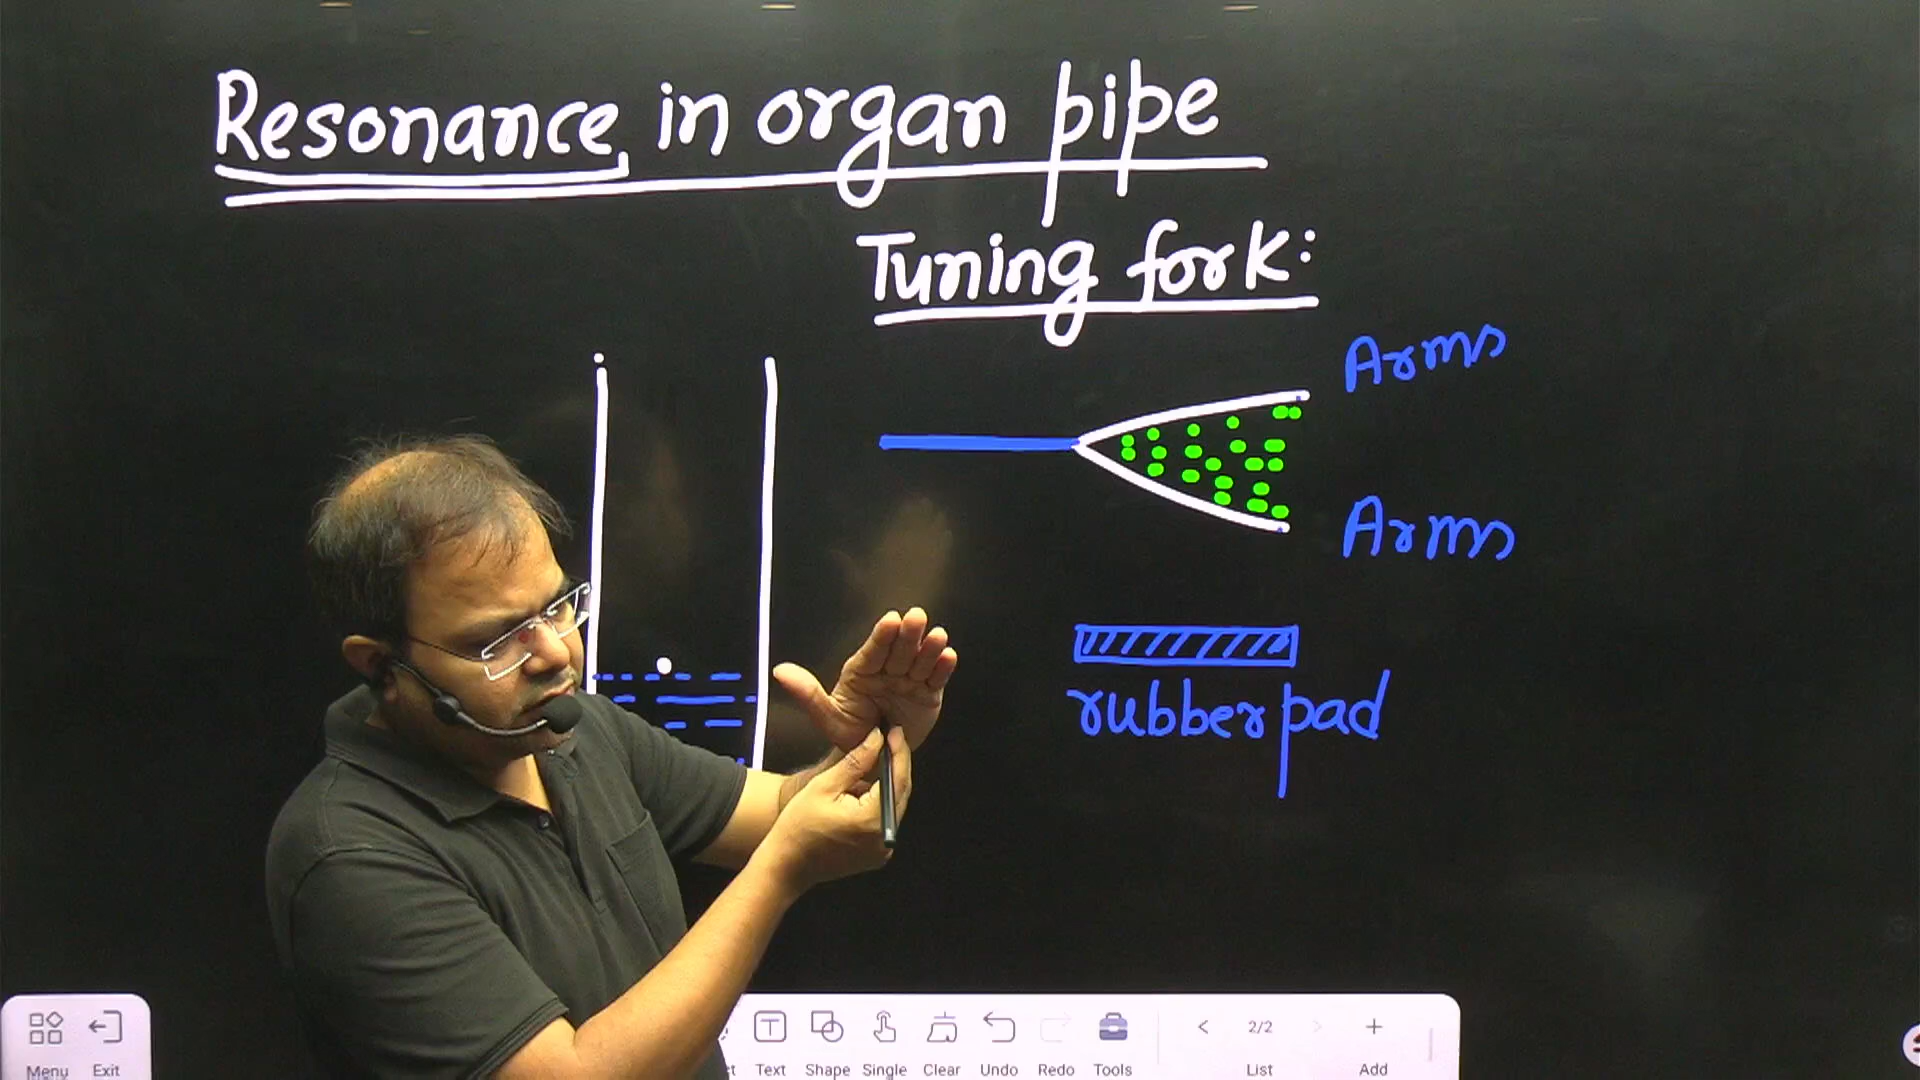 Resonance in organ pipe
Tuning fork:
Arms
Arms
rubber pad
Menu Exit Text Shape Single Clear Undo Redo Tools < 2/2 > List + Add